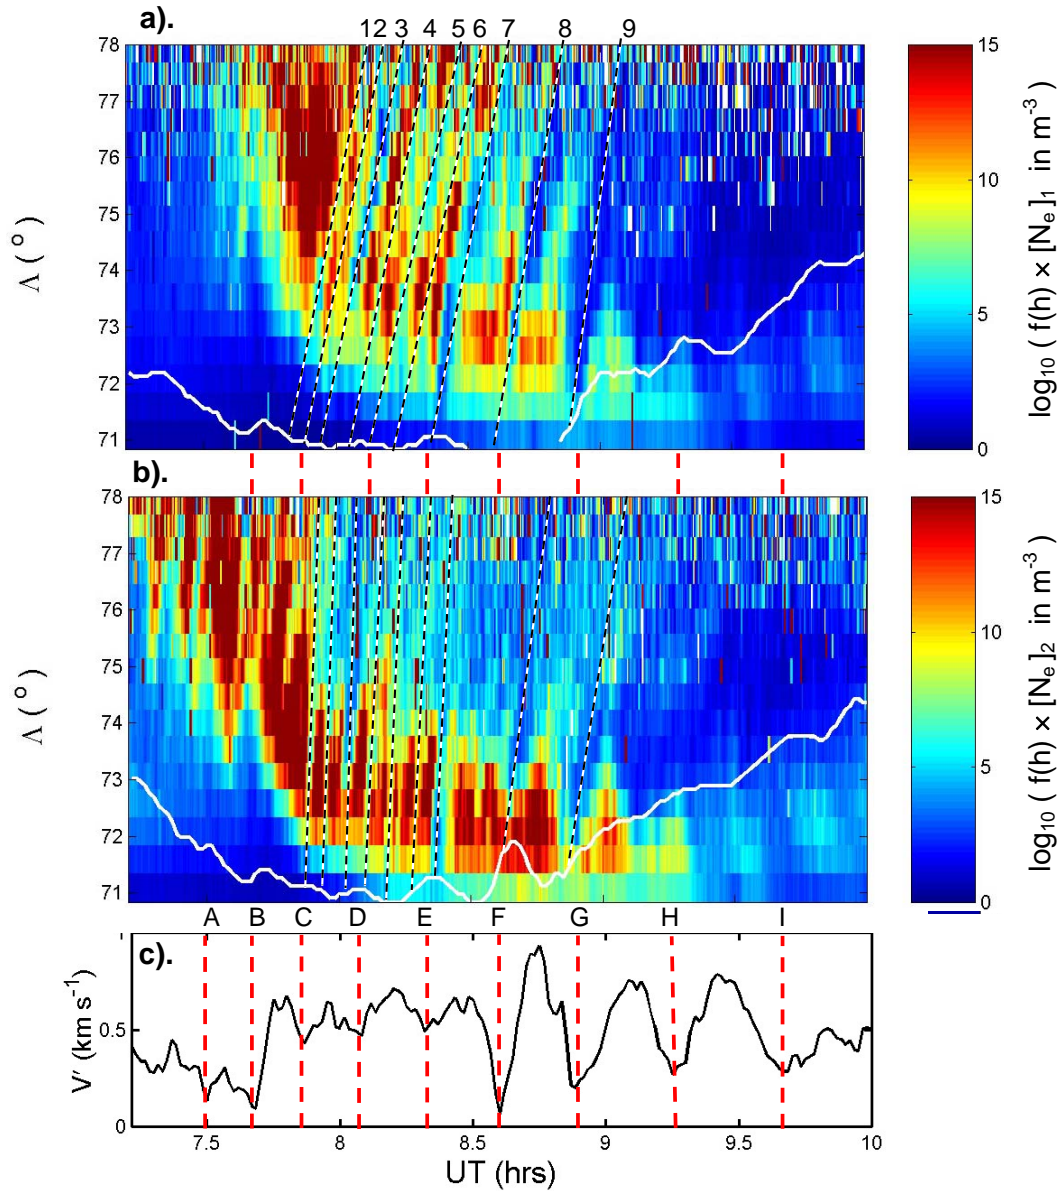 a).
12 3 4 5 6 7 8 9
78
77
76
75
74
73
72
71
Λ ( º )
15
10
5
0
log10 ( f(h) × [Ne]1 in m-3
b).
78
77
76
75
74
73
72
71
Λ ( º )
15
10
5
0
log10 ( f(h) × [Ne]2 in m-3
A B C D E F G H I
c).
1
0.5
0
V' (km s-1)
7.5 8 8.5 9 9.5 10
UT (hrs)